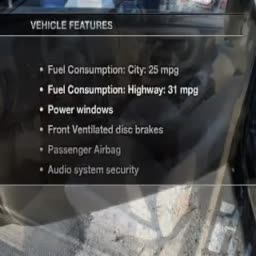 VEHICLE FEATURES
• Fuel Consumption: City: 25 mpg
• Fuel Consumption: Highway: 31 mpg
• Power windows
• Front Ventilated disc brakes
• Passenger Airbag
• Audio system security